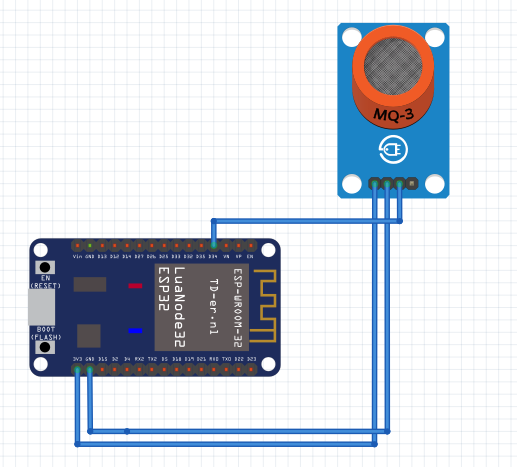 MQ-3
Vin GND D13 D12 D14 D27 D26 D25 D33 D32 D35 D34 VN VP EN
EN
(RESET)
BOOT
(FLASH)
ESP32
LuaNode32
TD-er.nl
ESP-WROOM-32
3V3 GND D15 D2 D4 RX2 TX2 D5 D18 D19 D21 RX0 TX0 D22 D23